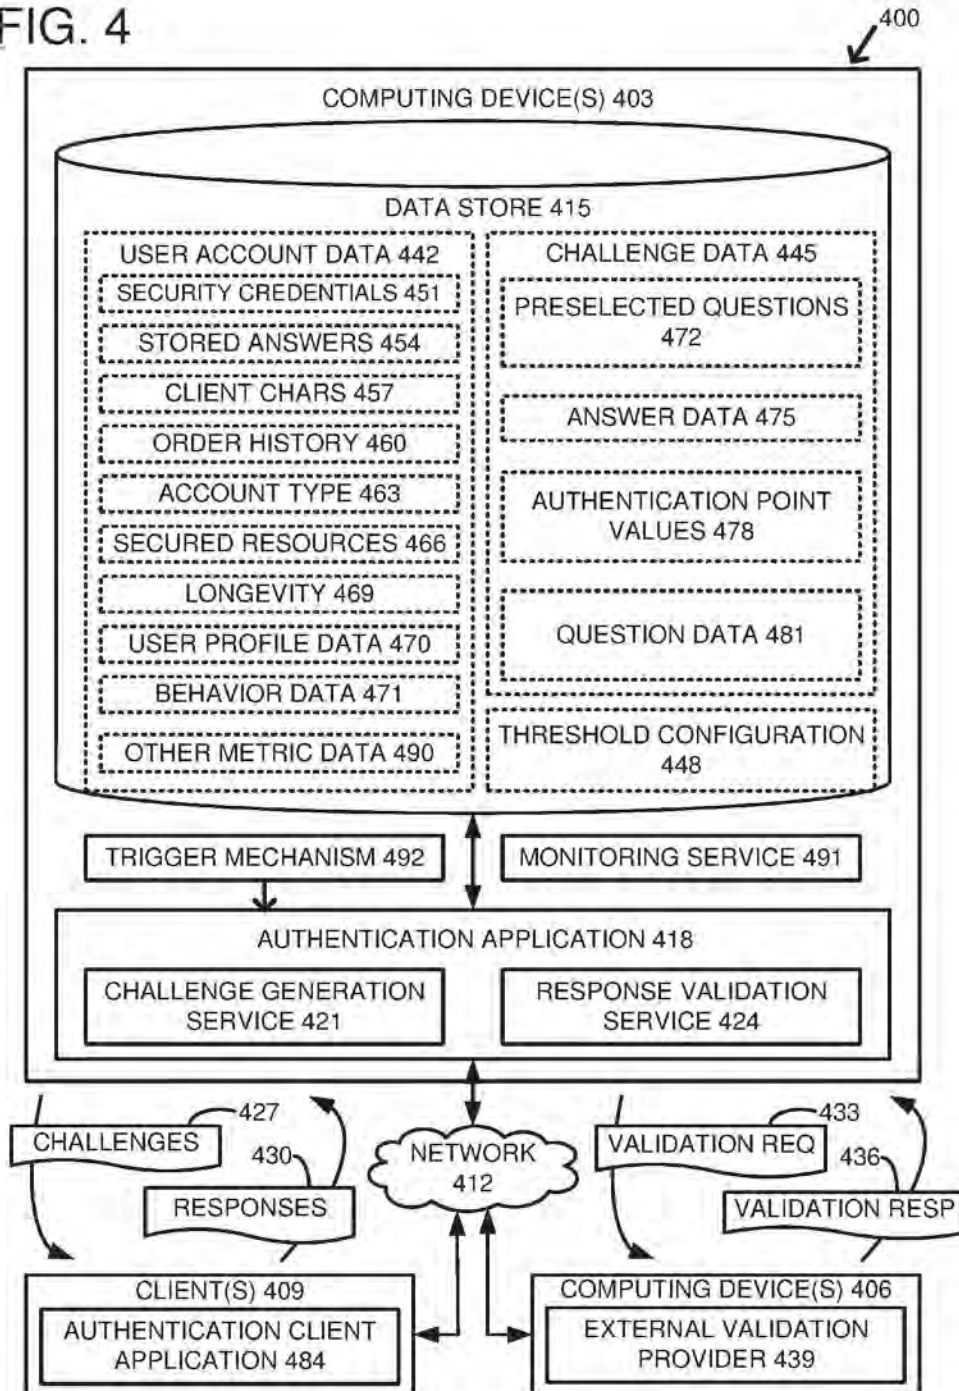 FIG. 4
400
COMPUTING DEVICE(S) 403
DATA STORE 415
USER ACCOUNT DATA 442
SECURITY CREDENTIALS 451
STORED ANSWERS 454
CLIENT CHARS 457
ORDER HISTORY 460
ACCOUNT TYPE 463
SECURED RESOURCES 466
LONGEVITY 469
USER PROFILE DATA 470
BEHAVIOR DATA 471
OTHER METRIC DATA 490
CHALLENGE DATA 445
PRESELECTED QUESTIONS
472
ANSWER DATA 475
AUTHENTICATION POINT
VALUES 478
QUESTION DATA 481
THRESHOLD CONFIGURATION
448
TRIGGER MECHANISM 492
MONITORING SERVICE 491
AUTHENTICATION APPLICATION 418
CHALLENGE GENERATION
SERVICE 421
RESPONSE VALIDATION
SERVICE 424
427
CHALLENGES
430
RESPONSES
NETWORK
412
433
VALIDATION REQ
436
VALIDATION RESP
CLIENT(S) 409
AUTHENTICATION CLIENT
APPLICATION 484
COMPUTING DEVICE(S) 406
EXTERNAL VALIDATION
PROVIDER 439